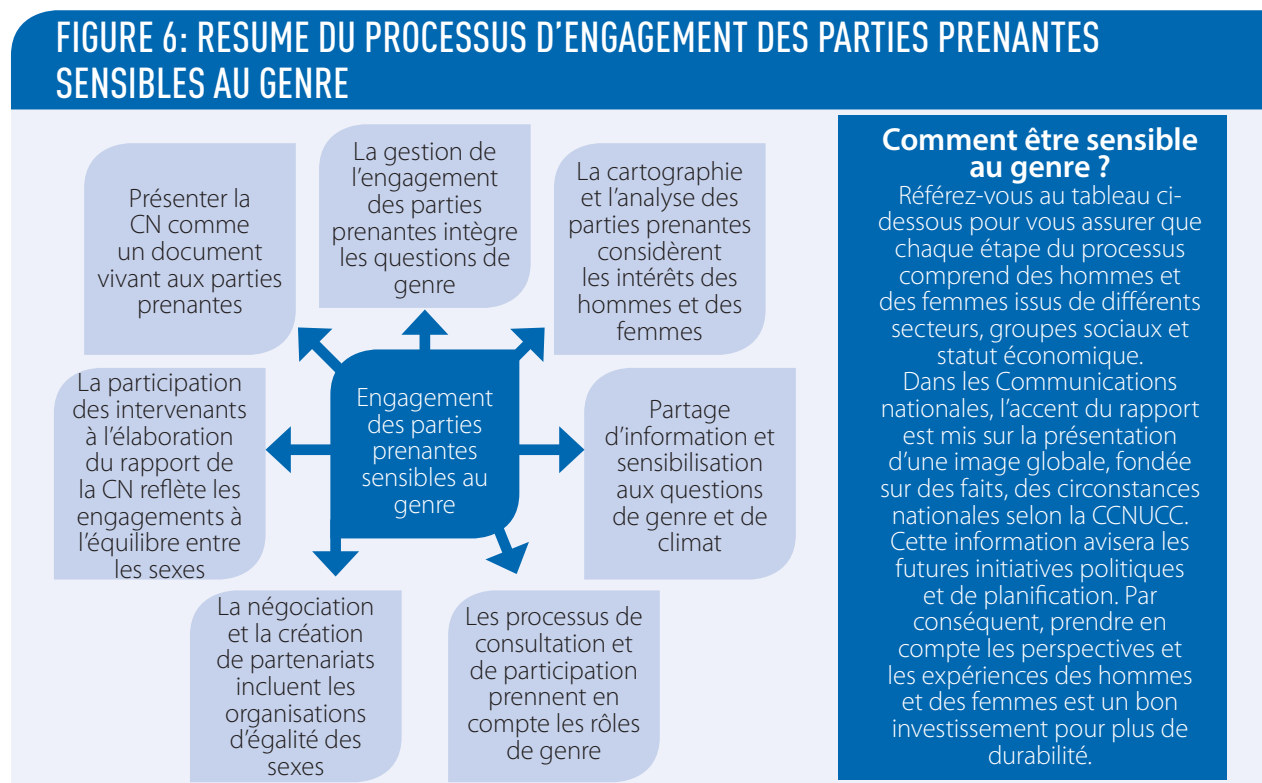 FIGURE 6: RESUME DU PROCESSUS D'ENGAGEMENT DES PARTIES PRENANTES
SENSIBLES AU GENRE
La gestion de
l'engagement
des parties
prenantes intègre
les questions de
genre
La cartographie
et l'analyse des
parties prenantes
considèrent
les intérêts des
hommes et des
femmes
Partage
d'information et
sensibilisation
aux questions
de genre et de
climat
Les processus de
consultation et
de participation
prennent en
compte les rôles
de genre
La négociation
et la création
de partenariats
incluent les
organisations
d'égalité des
sexes
La participation
des intervenants
à l'élaboration
du rapport de
la CN reflète les
engagements à
l'équilibre entre
les sexes
Présenter la
CN comme
un document
vivant aux parties
prenantes
Engagement
des parties
prenantes
sensibles au
genre
Comment être sensible
au genre ?
Référez-vous au tableau ci-
dessous pour vous assurer que
chaque étape du processus
comprend des hommes et
des femmes issus de différents
secteurs, groupes sociaux et
statut économique.
Dans les Communications
nationales, l'accent du rapport
est mis sur la présentation
d'une image globale, fondée
sur des faits, des circonstances
nationales selon la CCNUCC.
Cette information avisera les
futures initiatives politiques
et de planification. Par
conséquent, prendre en
compte les perspectives et
les expériences des hommes
et des femmes est un bon
investissement pour plus de
durabilité.